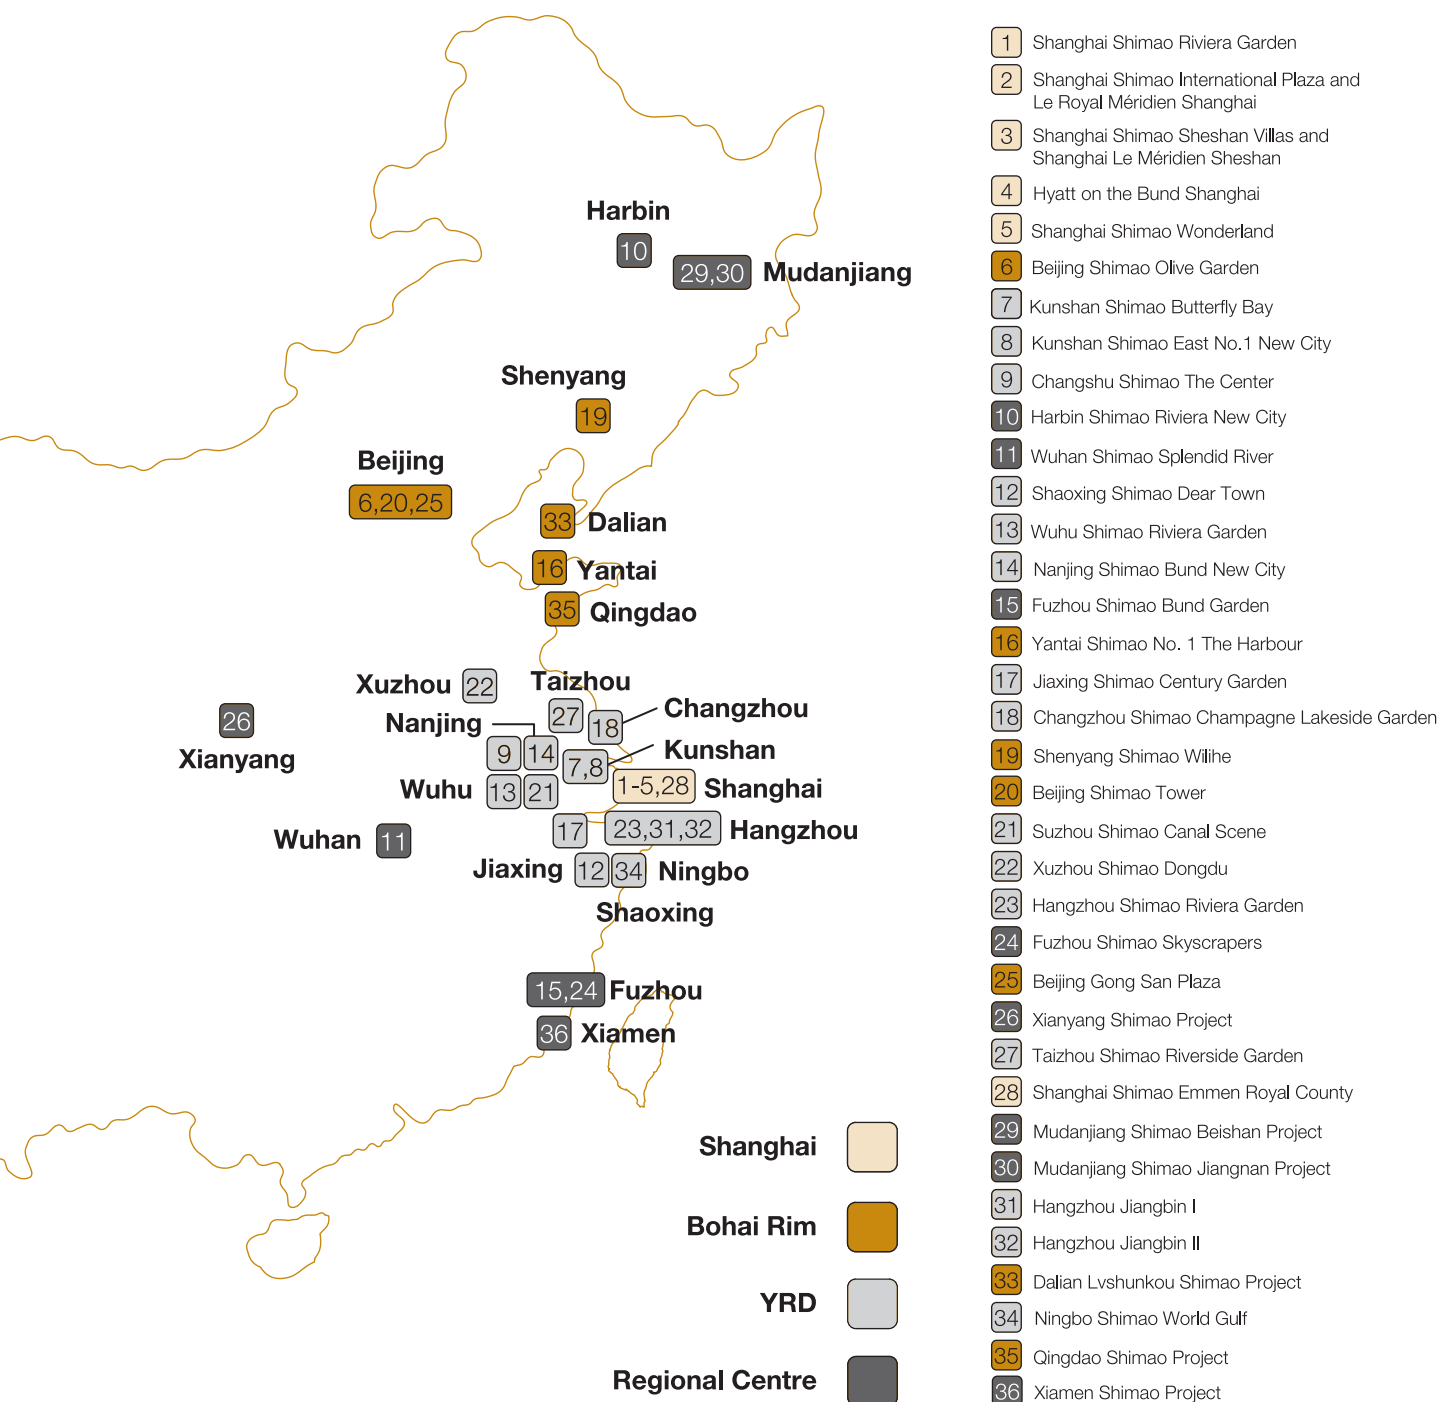 Harbin
10
29,30 Mudanjiang
Shenyang
19
Beijing
6,20,25
33 Dalian
16 Yantai
35 Qingdao
Xuzhou 22
Taizhou
27
18
Changzhou
26
Xianyang
Nanjing
9 14
7,8
Kunshan
Wuhu 13 21
1-5,28 Shanghai
Wuhan 11
17
23,31,32 Hangzhou
Jiaxing 12 34 Ningbo
Shaoxing
15,24 Fuzhou
36 Xiamen
Shanghai
Bohai Rim
YRD
Regional Centre
1 Shanghai Shimao Riviera Garden
2 Shanghai Shimao International Plaza and
Le Royal Méridien Shanghai
3 Shanghai Shimao Sheshan Villas and
Shanghai Le Méridien Sheshan
4 Hyatt on the Bund Shanghai
5 Shanghai Shimao Wonderland
6 Beijing Shimao Olive Garden
7 Kunshan Shimao Butterfly Bay
8 Kunshan Shimao East No.1 New City
9 Changshu Shimao The Center
10 Harbin Shimao Riviera New City
11 Wuhan Shimao Splendid River
12 Shaoxing Shimao Dear Town
13 Wuhu Shimao Riviera Garden
14 Nanjing Shimao Bund New City
15 Fuzhou Shimao Bund Garden
16 Yantai Shimao No. 1 The Harbour
17 Jiaxing Shimao Century Garden
18 Changzhou Shimao Champagne Lakeside Garden
19 Shenyang Shimao Wilihe
20 Beijing Shimao Tower
21 Suzhou Shimao Canal Scene
22 Xuzhou Shimao Dongdu
23 Hangzhou Shimao Riviera Garden
24 Fuzhou Shimao Skyscrapers
25 Beijing Gong San Plaza
26 Xianyang Shimao Project
27 Taizhou Shimao Riverside Garden
28 Shanghai Shimao Emmen Royal County
29 Mudanjiang Shimao Beishan Project
30 Mudanjiang Shimao Jiangnan Project
31 Hangzhou Jiangbin I
32 Hangzhou Jiangbin II
33 Dalian Lvshunkou Shimao Project
34 Ningbo Shimao World Gulf
35 Qingdao Shimao Project
36 Xiamen Shimao Project